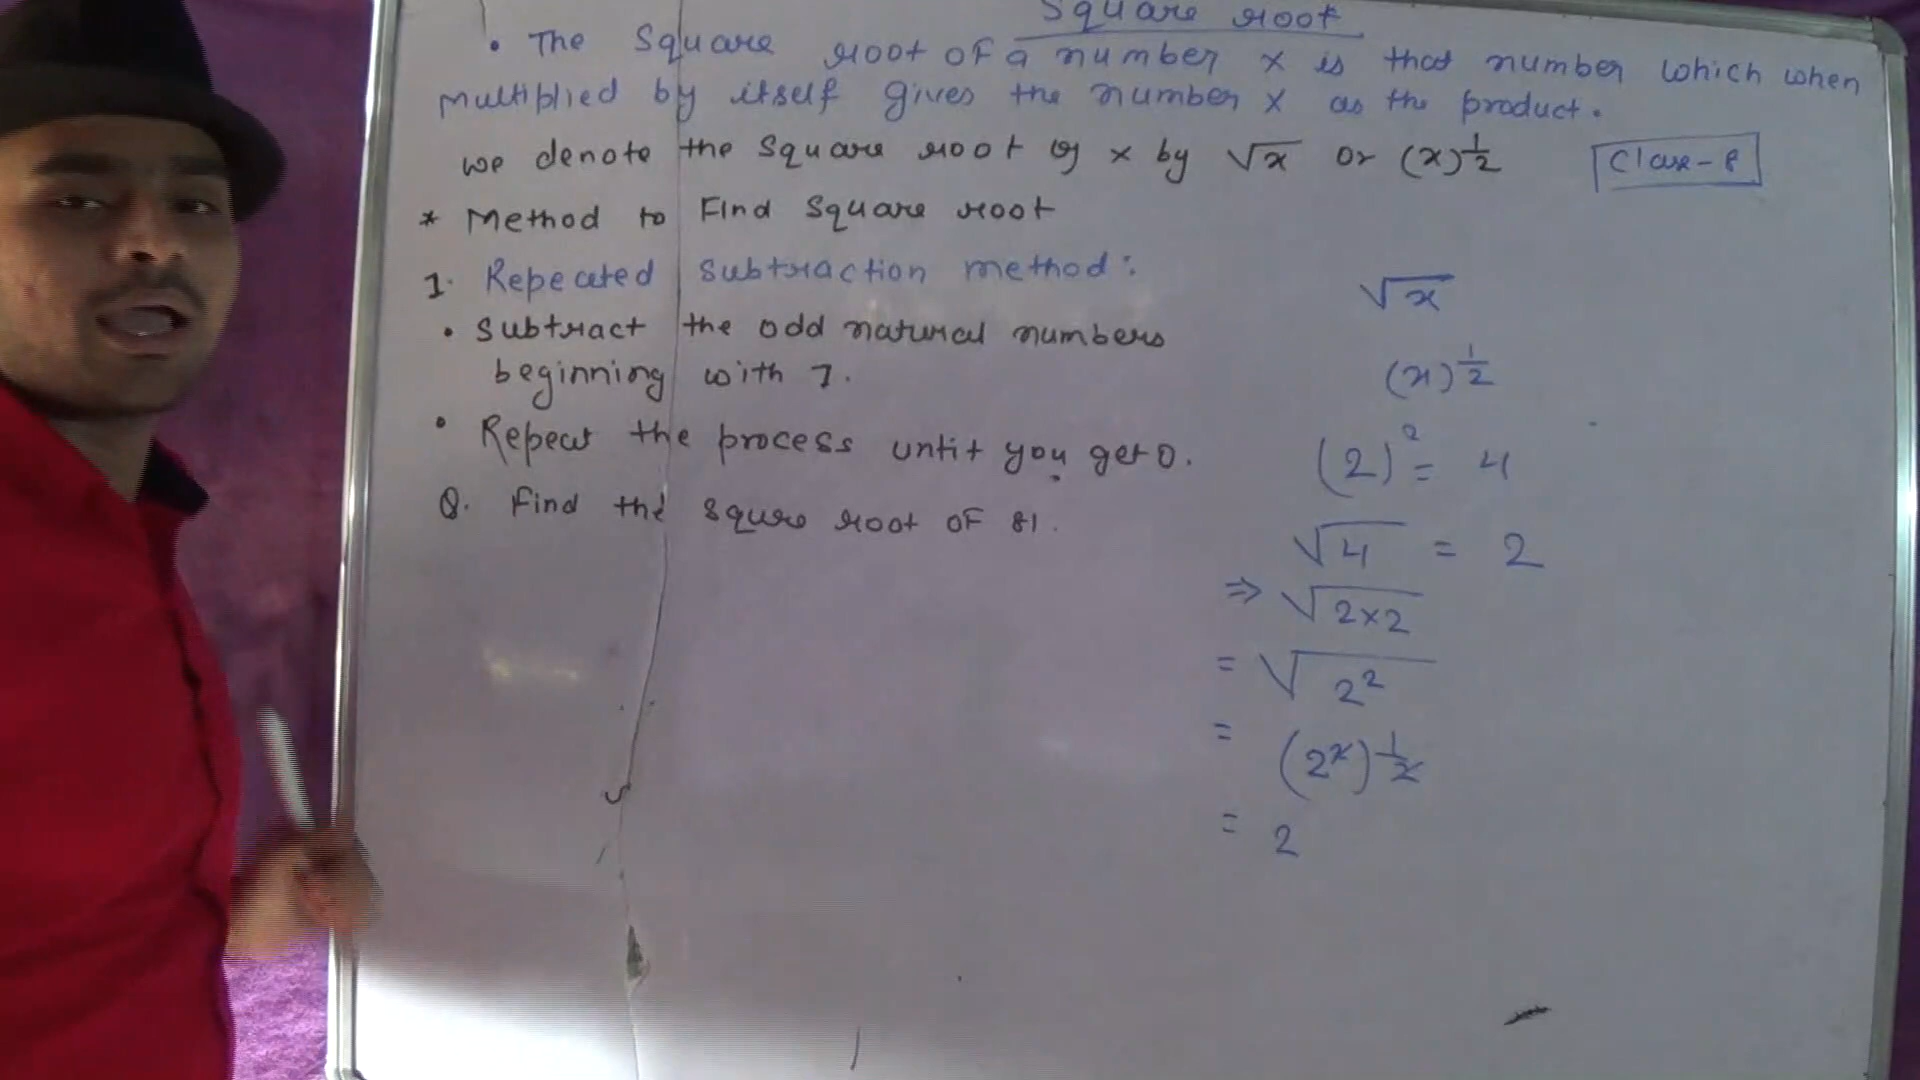 Square root
• The Square root of a number x is that number which when
multiplied by itself gives the number x as the product.
we denote the square root of x by √x or (x)^1/2
Class-8
* Method to Find Square root
1. Repeated Subtraction method:
• Subtract the odd natural numbers
beginning with 1.
• Repeat the process until you get 0.
Q. Find the squre root of 81.
√x
(x)^1/2
(2)^2 = 4
√4 = 2
⇒ √2×2
= √2^2
= (2^2)^1/2
= 2